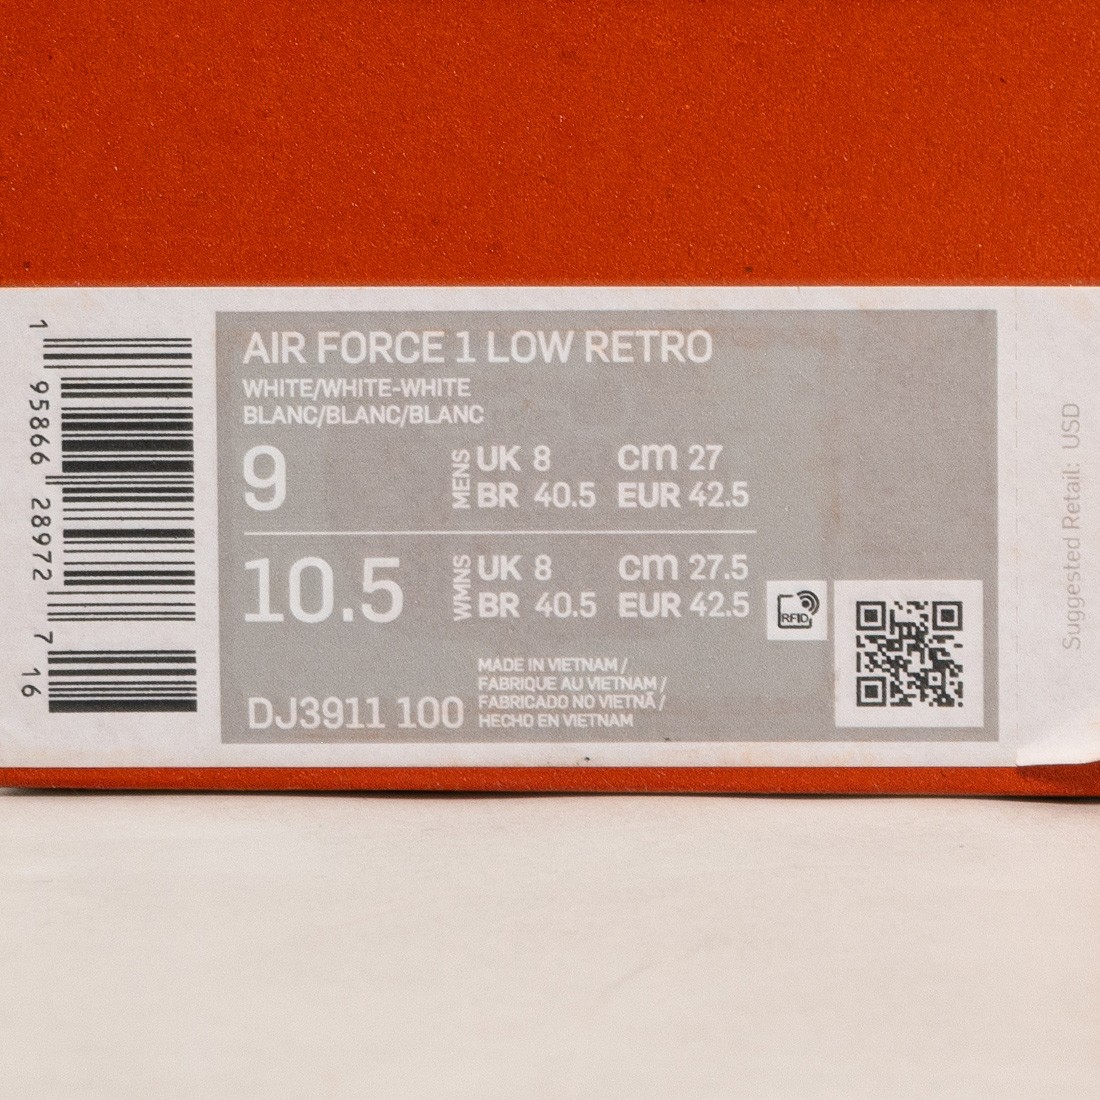 AIR FORCE 1 LOW RETRO
WHITE/WHITE-WHITE
BLANC/BLANC/BLANC
9
MENS
UK 8 cm 27
BR 40.5 EUR 42.5
10.5
WMNS
UK 8 cm 27.5
BR 40.5 EUR 42.5
RFID
DJ3911 100
MADE IN VIETNAM /
FABRIQUE AU VIETNAM /
FABRICADO NO VIETNÃ /
HECHO EN VIETNAM
1 95866 28972 7 16
Suggested Retail: USD